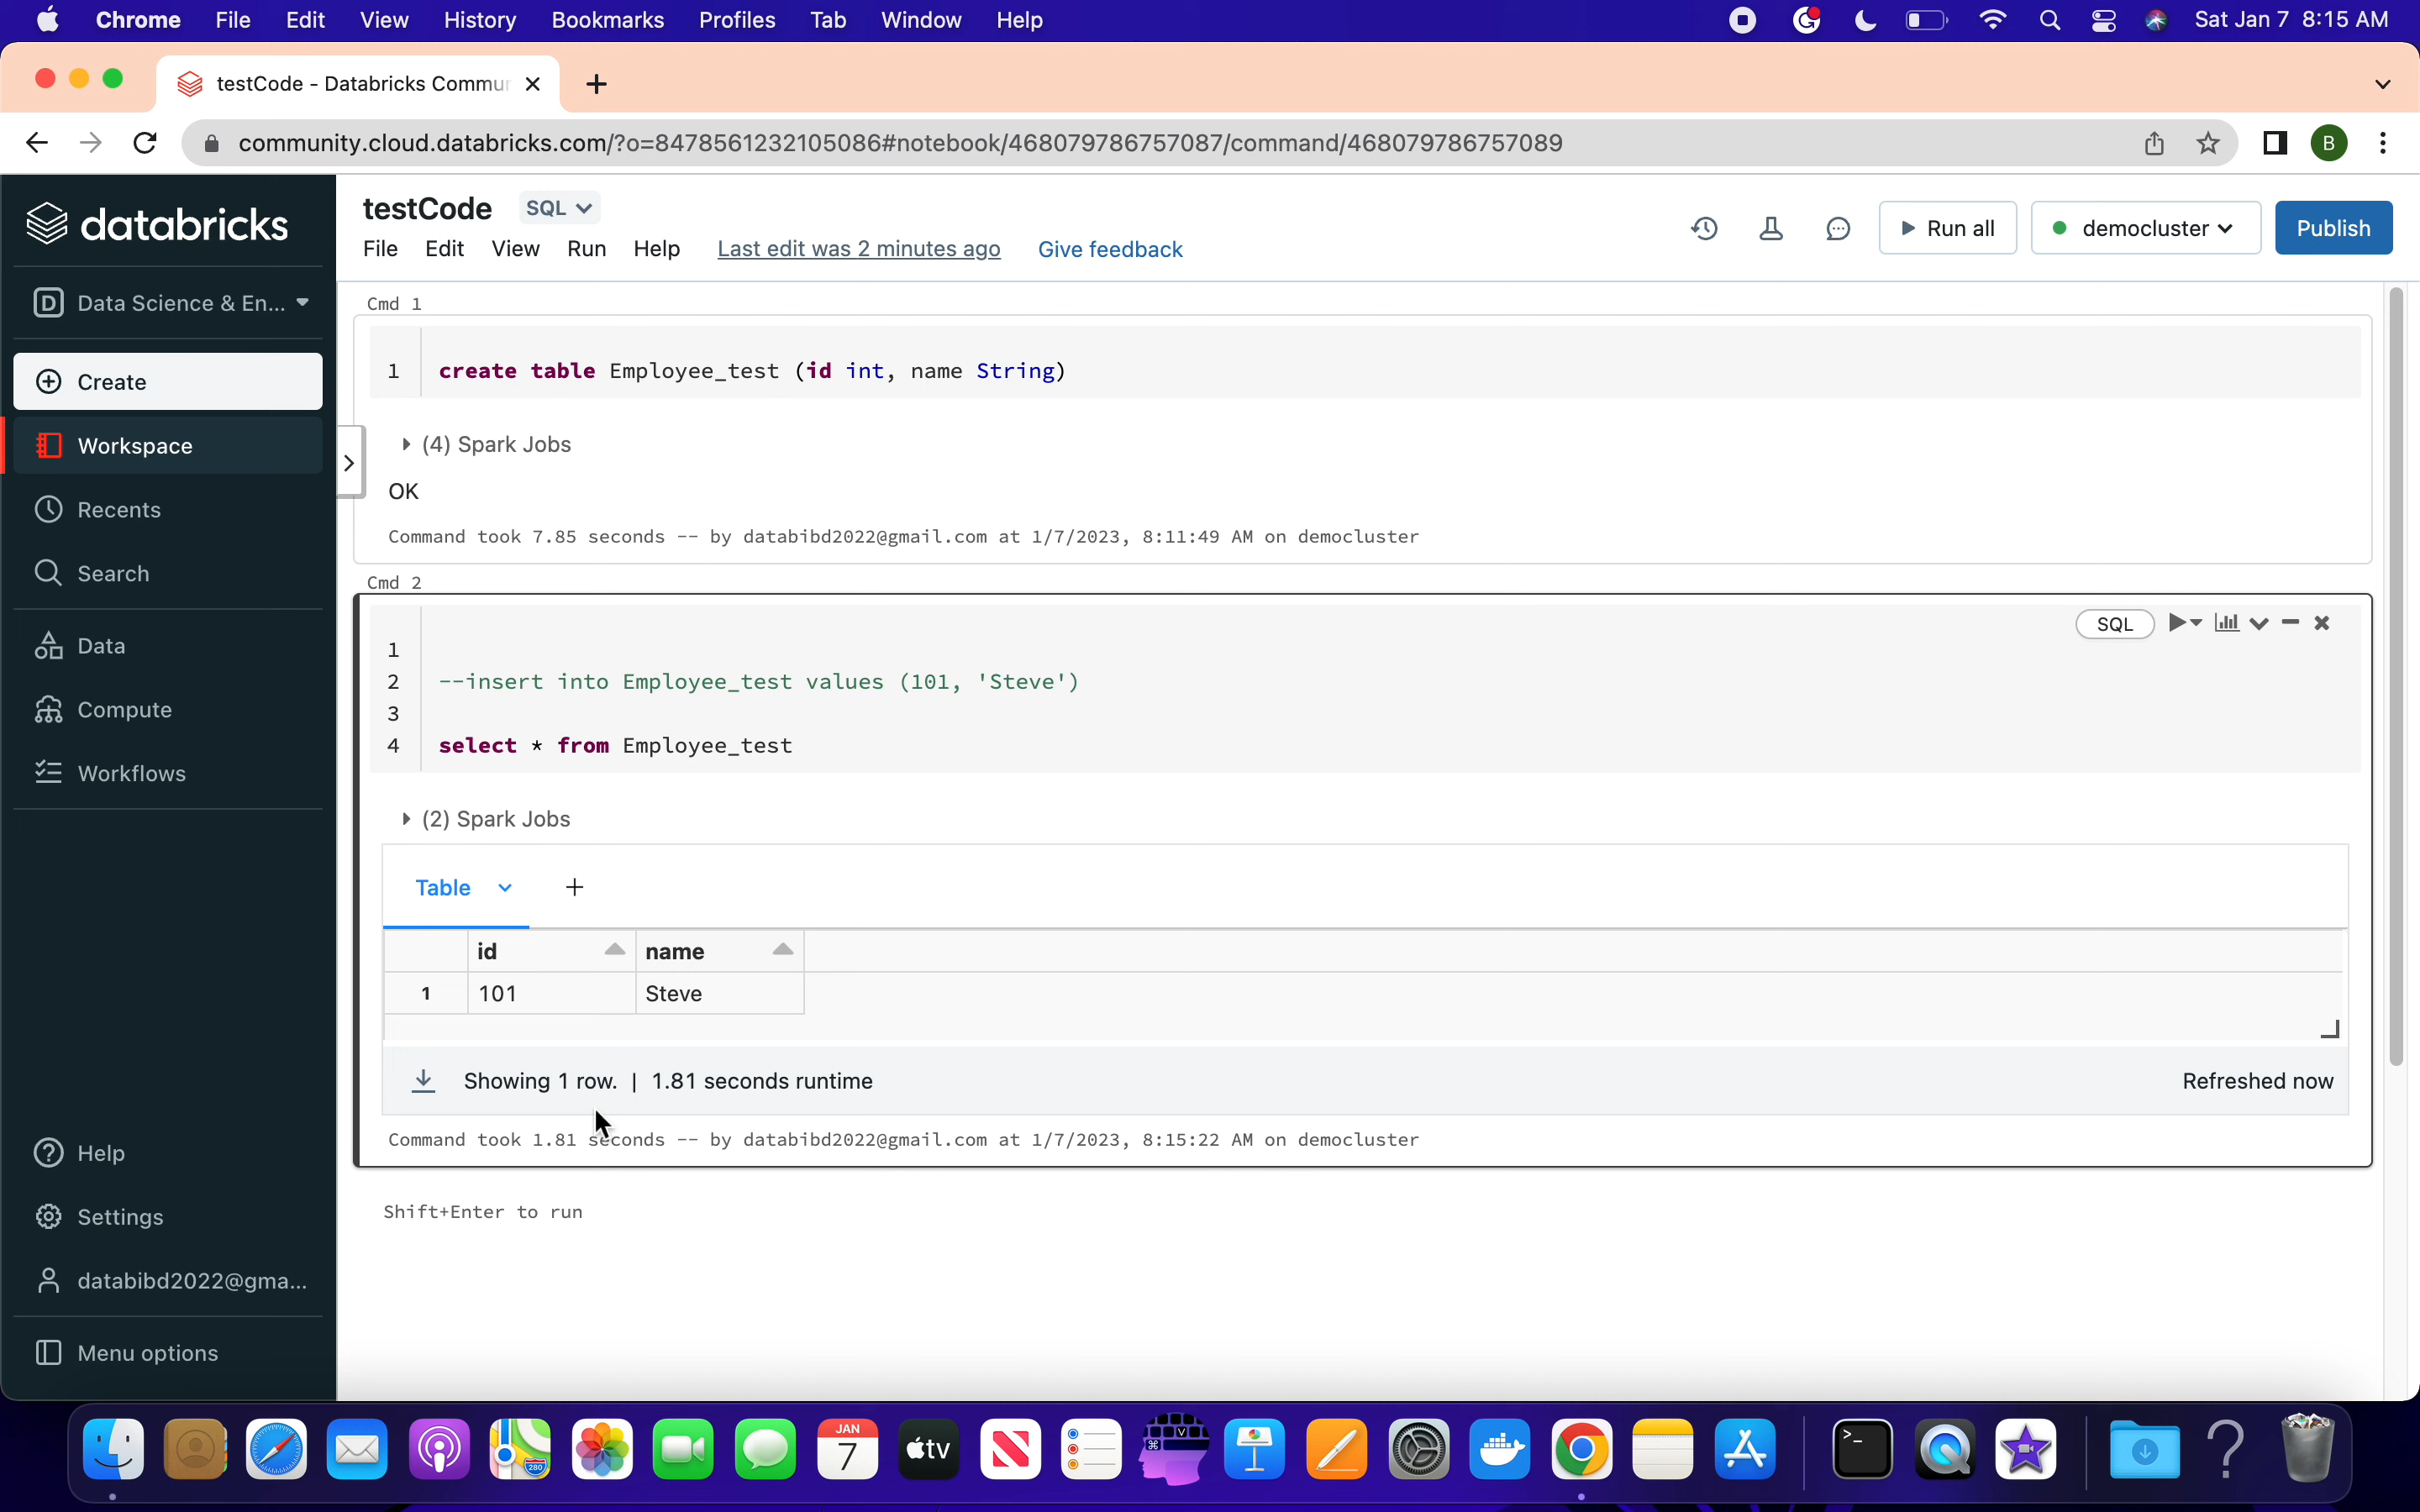 Chrome File Edit View History Bookmarks Profiles Tab Window Help Sat Jan 7 8:15 AM
testCode - Databricks Commu
community.cloud.databricks.com/?o=8478561232105086#notebook/468079786757087/command/468079786757089
B
databricks
testCode SQL
File Edit View Run Help Last edit was 2 minutes ago Give feedback
Run all democluster Publish
D Data Science & En...
Create
Workspace
Recents
Search
Data
Compute
Workflows
Help
Settings
databibd2022@gma...
Menu options
Cmd 1
1 create table Employee_test (id int, name String)
(4) Spark Jobs
OK
Command took 7.85 seconds -- by databibd2022@gmail.com at 1/7/2023, 8:11:49 AM on democluster
Cmd 2
SQL
1
2 --insert into Employee_test values (101, 'Steve')
3
4 select * from Employee_test
(2) Spark Jobs
Table +
id name
1 101 Steve
Showing 1 row. | 1.81 seconds runtime Refreshed now
Command took 1.81 seconds -- by databibd2022@gmail.com at 1/7/2023, 8:15:22 AM on democluster
Shift+Enter to run
280
JAN
7
tv